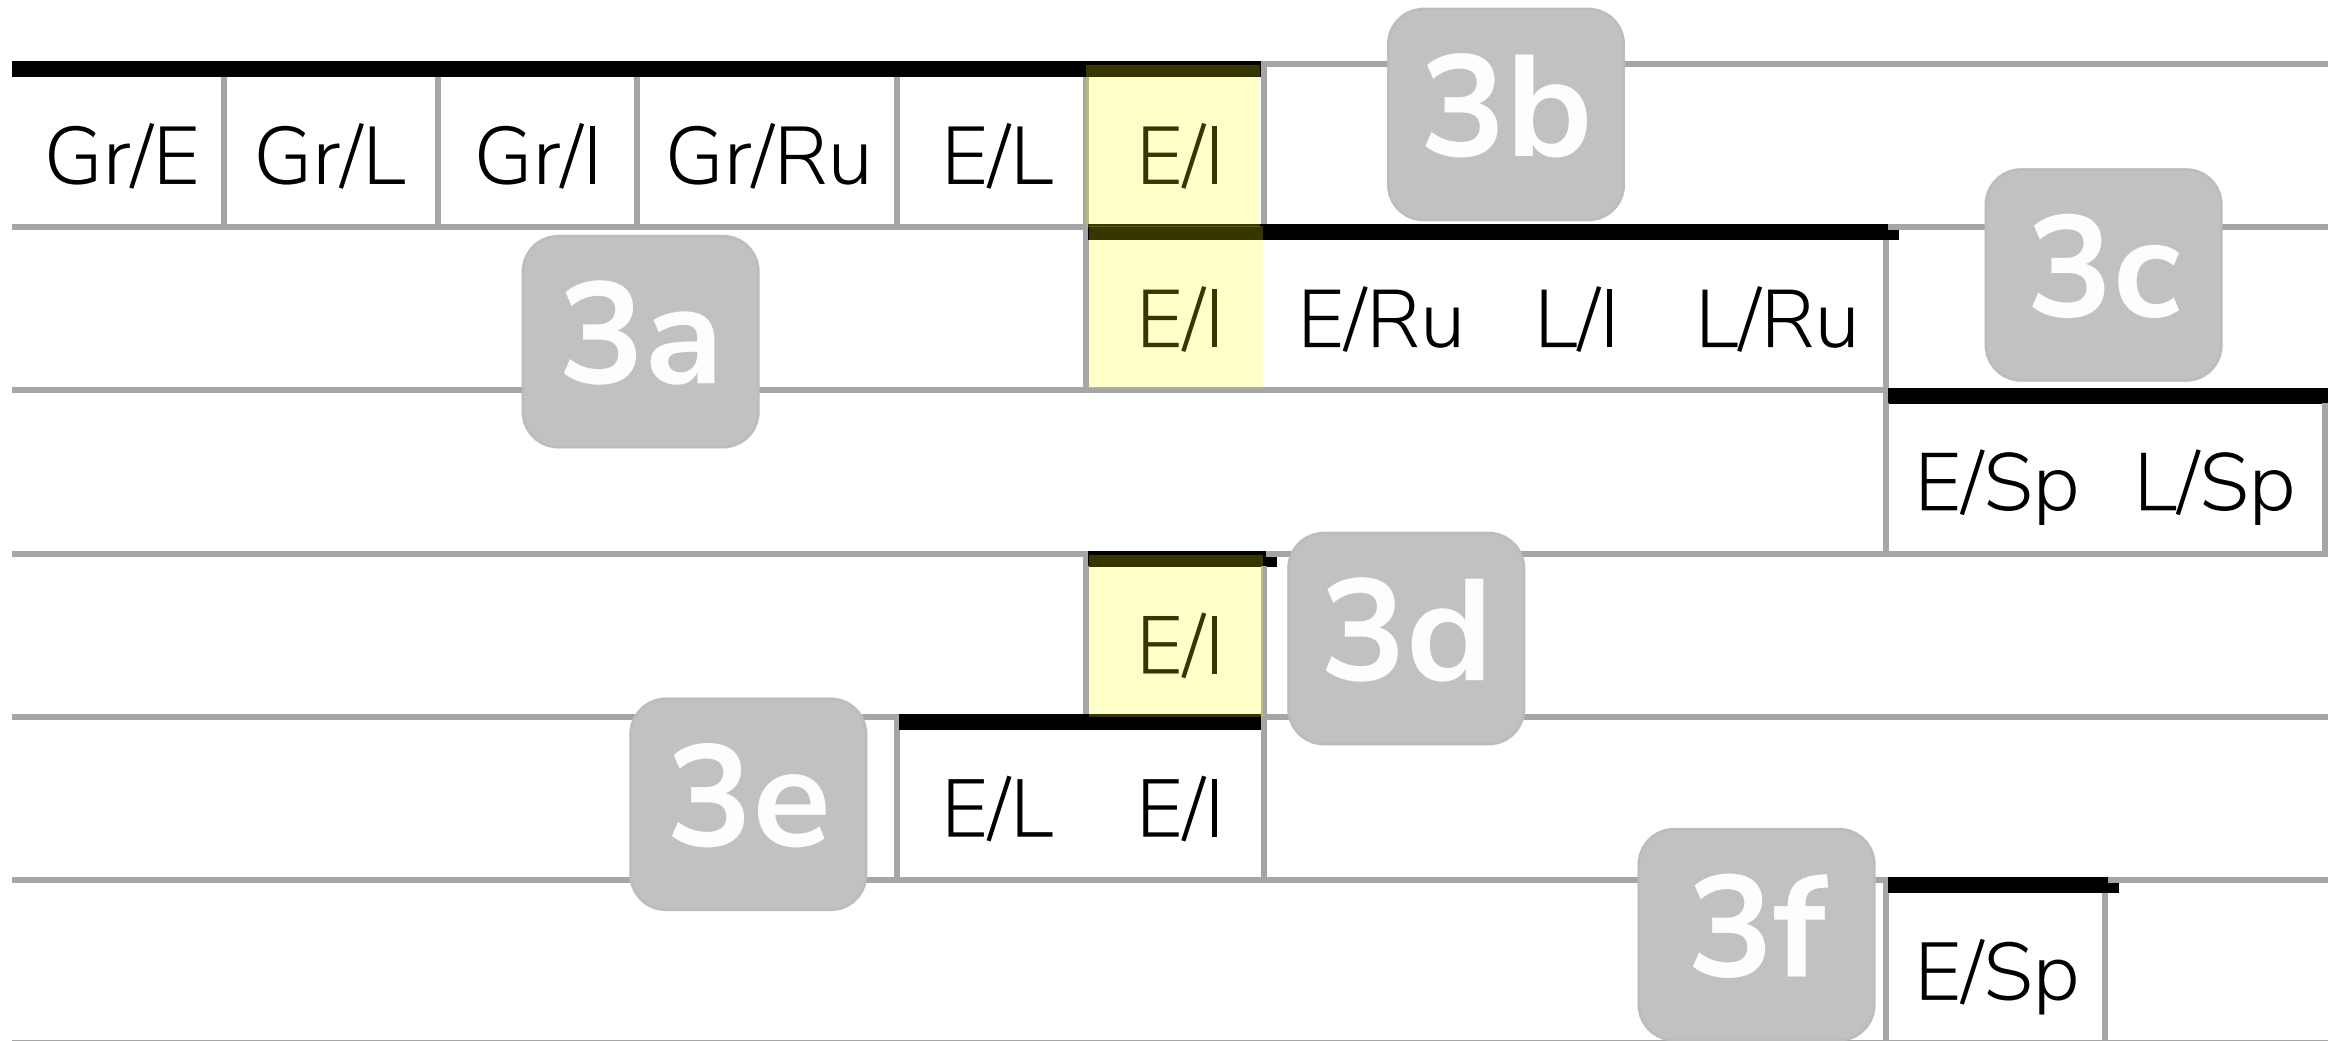 Gr/E Gr/L Gr/I Gr/Ru E/L E/I 3b
3a E/I E/Ru L/I L/Ru 3c
E/Sp L/Sp
E/I 3d
3e E/L E/I
3f E/Sp